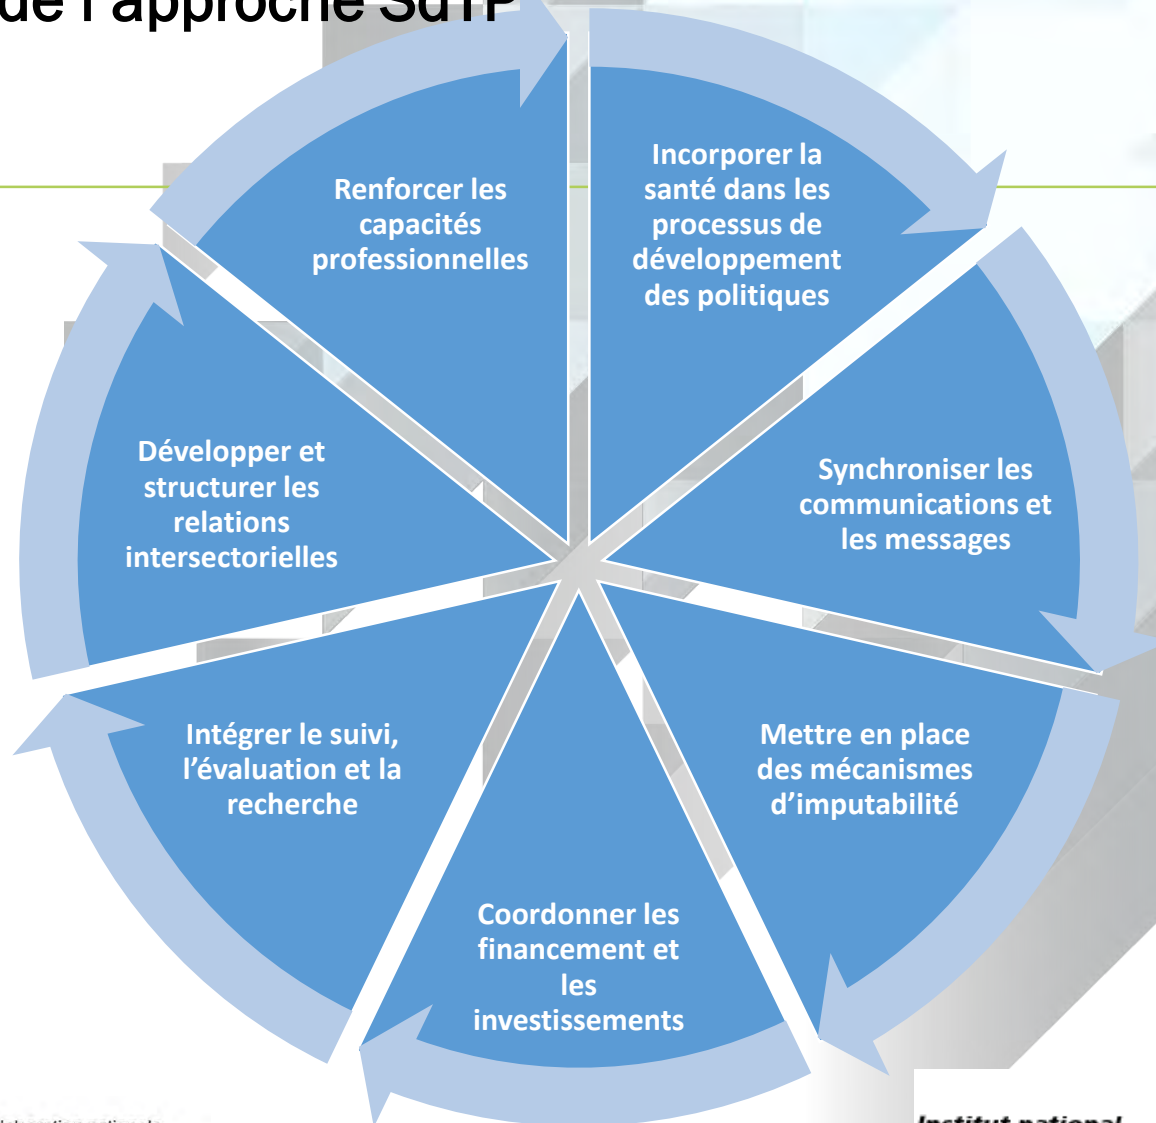 de l'approche SdTP
Incorporer la
santé dans les
processus de
développement
des politiques
Synchroniser les
communications et
les messages
Mettre en place
des mécanismes
d’imputabilité
Coordonner les
financement et
les
investissements
Intégrer le suivi,
l’évaluation et la
recherche
Développer et
structurer les
relations
intersectorielles
Renforcer les
capacités
professionnelles
Institut national